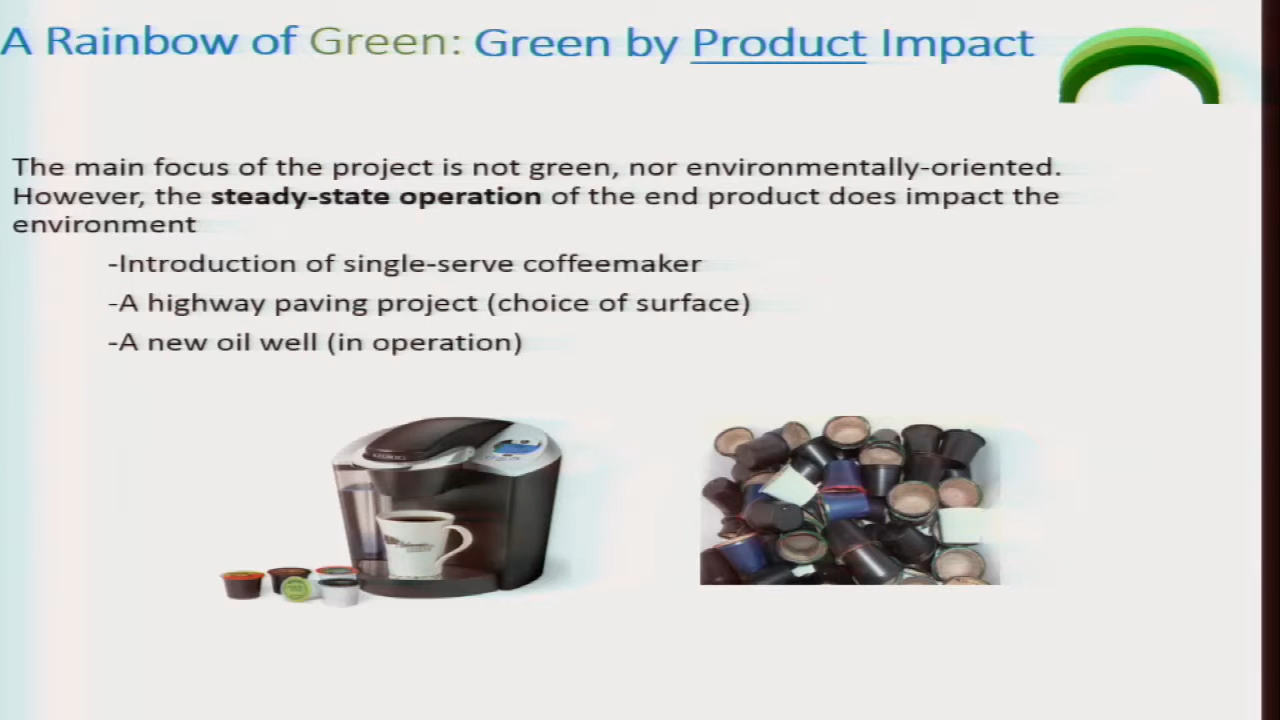 A Rainbow of Green: Green by Product Impact
The main focus of the project is not green, nor environmentally-oriented.
However, the steady-state operation of the end product does impact the
environment
-Introduction of single-serve coffeemaker
-A highway paving project (choice of surface)
-A new oil well (in operation)
KEURIG